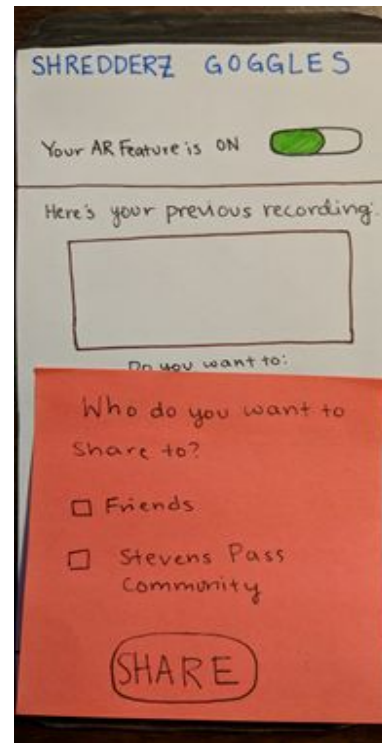 SHREDDERZ GOGGLES
Your AR Feature is ON
Here's your previous recording:
Do you want to:
Who do you want to
Share to?
Friends
Stevens Pass
Community
SHARE